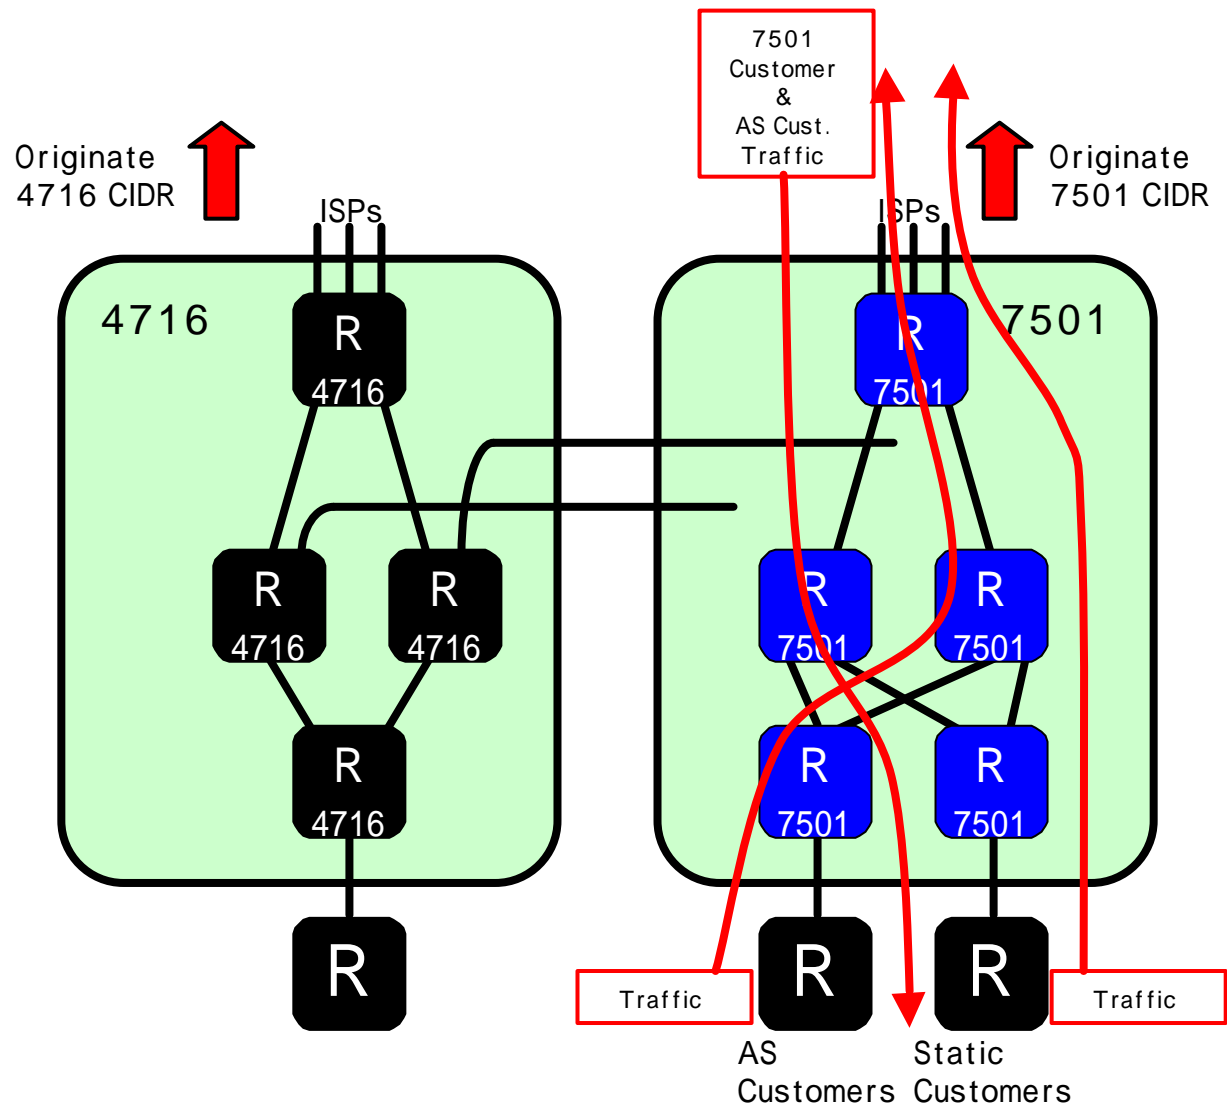 7501
Customer
&
AS Cust.
Traffic
Originate
4716 CIDR
Originate
7501 CIDR
ISPs
ISPs
4716
7501
R
4716
R
7501
R
4716
R
4716
R
7501
R
7501
R
4716
R
7501
R
7501
R
R
R
Traffic
Traffic
AS
Customers
Static
Customers